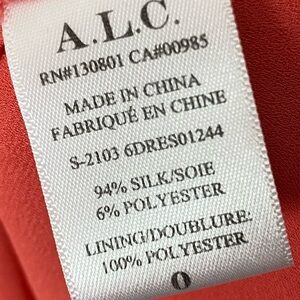 A.L.C.
RN#130801 CA#00985
MADE IN CHINA
FABRIQUÉ EN CHINE
S-2103 6DRES01244
94% SILK/SOIE
6% POLYESTER
LINING/DOUBLURE:
100% POLYESTER
0